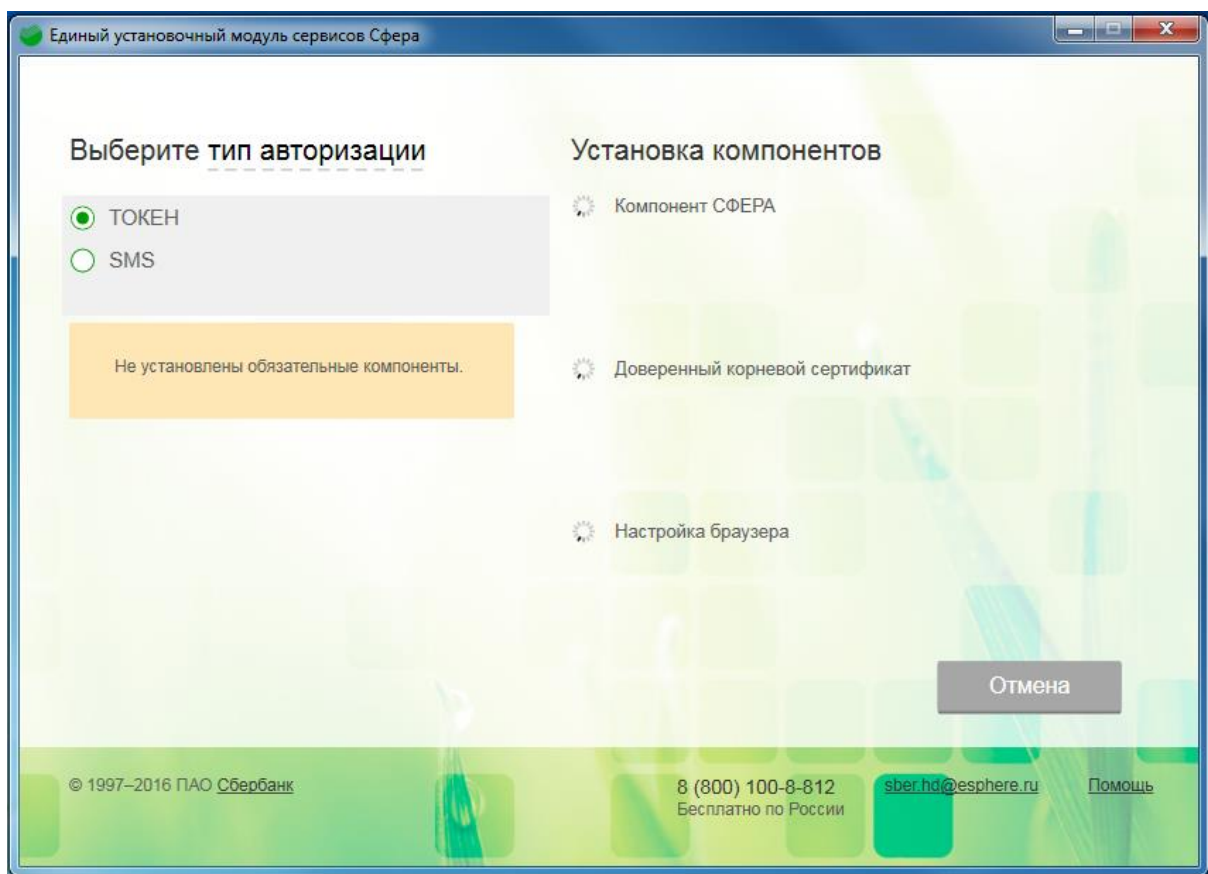 Единый установочный модуль сервисов Сфера
Выберите тип авторизации
ТОКЕН
SMS
Не установлены обязательные компоненты.
Установка компонентов
Компонент СФЕРА
Доверенный корневой сертификат
Настройка браузера
Отмена
© 1997–2016 ПАО Сбербанк
8 (800) 100-8-812
Бесплатно по России
sber.hd@esphere.ru
Помощь